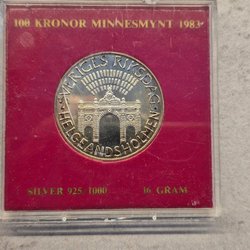 100 KRONOR MINNESMYNT 1983
SVERIGES RIKSDAG
HELGEANDSHOLMEN
SILVER 925/1000 16 GRAM